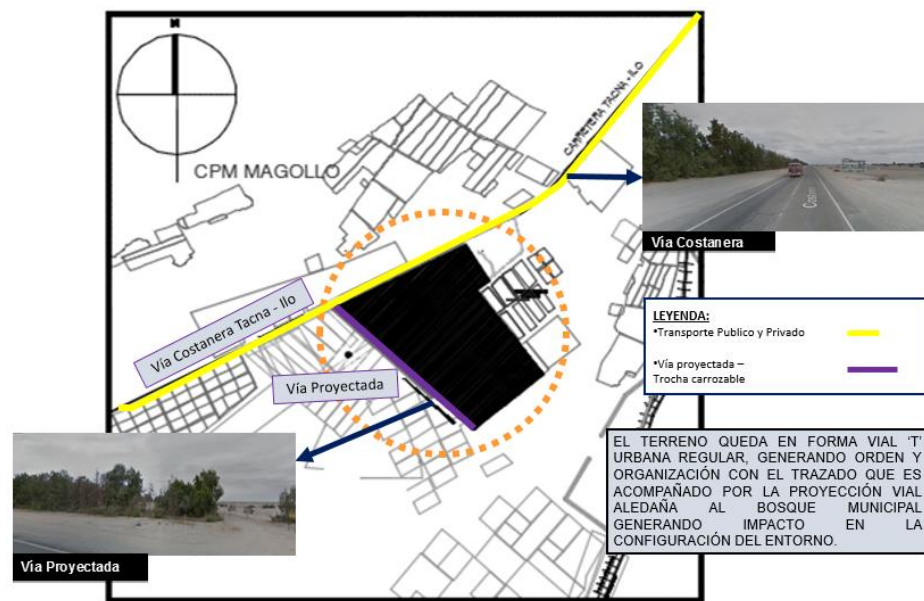 N
CPM MAGOLLO
CARRETERA TACNA - ILO
Vía Costanera
Vía Costanera Tacna - Ilo
Vía Proyectada
LEYENDA:
•Transporte Publico y Privado
•Vía proyectada –
Trocha carrozable
EL TERRENO QUEDA EN FORMA VIAL 'T'
URBANA REGULAR, GENERANDO ORDEN Y
ORGANIZACIÓN CON EL TRAZADO QUE ES
ACOMPAÑADO POR LA PROYECCIÓN VIAL
ALEDAÑA AL BOSQUE MUNICIPAL
GENERANDO IMPACTO EN LA
CONFIGURACIÓN DEL ENTORNO.
Vía Proyectada